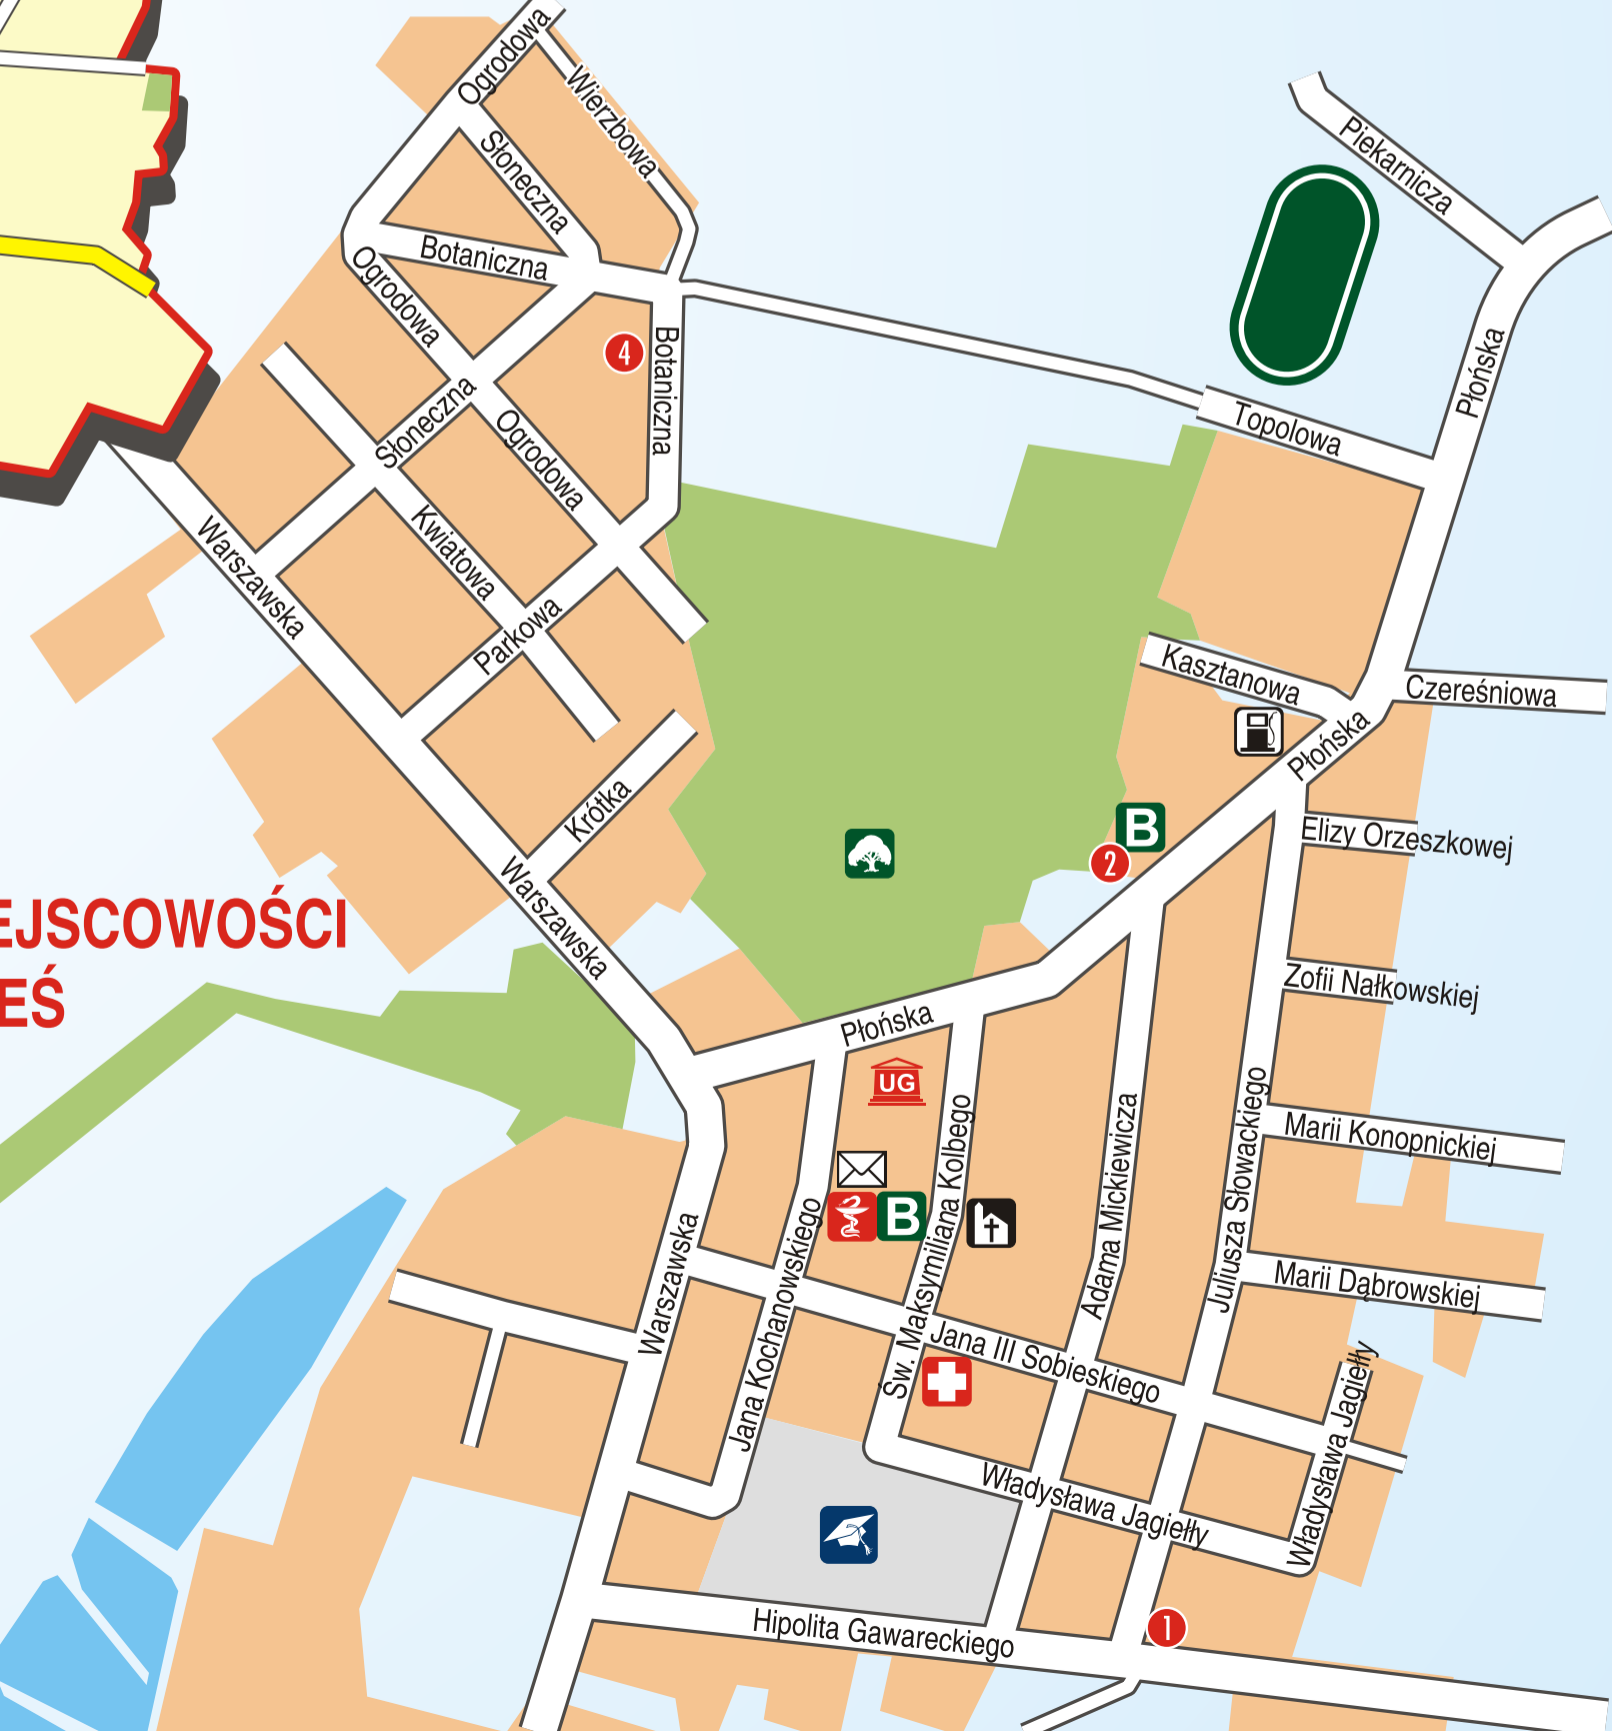 Ogrodowa
Wierzbowa
Słoneczna
Piekarnicza
Botaniczna
Ogrodowa
4
Botaniczna
Płońska
Słoneczna
Ogrodowa
Topolowa
Warszawska
Kwiatowa
Parkowa
Kasztanowa
Czereśniowa
Płońska
Krótka
B
2
Elizy Orzeszkowej
Warszawska
EJSCOWOŚCI
EŚ
Zofii Nałkowskiej
Płońska
UG
Marii Konopnickiej
B
Św. Maksymiliana Kolbego
Adama Mickiewicza
Juliusza Słowackiego
Warszawska
Jana Kochanowskiego
Marii Dąbrowskiej
Jana III Sobieskiego
Władysława Jagiełły
Władysława Jagiełły
Hipolita Gawareckiego
1